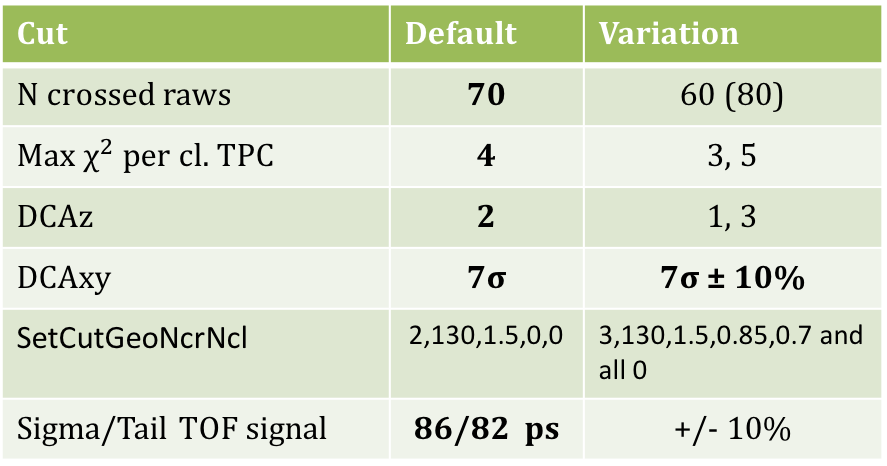 Cut Default Variation
N crossed raws 70 60 (80)
Max χ² per cl. TPC 4 3, 5
DCAz 2 1, 3
DCAxy 7σ 7σ ± 10%
SetCutGeoNcrNcl 2,130,1.5,0,0 3,130,1.5,0.85,0.7 and
all 0
Sigma/Tail TOF signal 86/82 ps +/- 10%